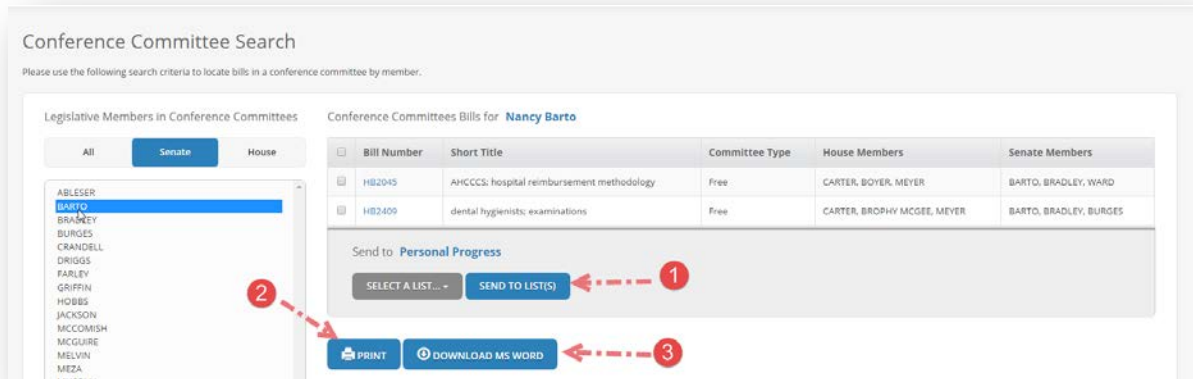 Conference Committee Search
Please use the following search criteria to locate bills in a conference committee by member.
Legislative Members in Conference Committees
All Senate House
ABLESER
BARTO
BRADLEY
BURGES
CRANDELL
DRIGGS
FARLEY
GRIFFIN
HOBBS
JACKSON
MCCOMISH
MCGUIRE
MELVIN
MEZA
Conference Committees Bills for Nancy Barto
Bill Number Short Title Committee Type House Members Senate Members
HB2045 AHCCCS; hospital reimbursement methodology Free CARTER, BOYER, MEYER BARTO, BRADLEY, WARD
HB2409 dental hygienists; examinations Free CARTER, BROPHY MCGEE, MEYER BARTO, BRADLEY, BURGES
Send to Personal Progress
SELECT A LIST... SEND TO LIST(S) 1
2
PRINT DOWNLOAD MS WORD 3